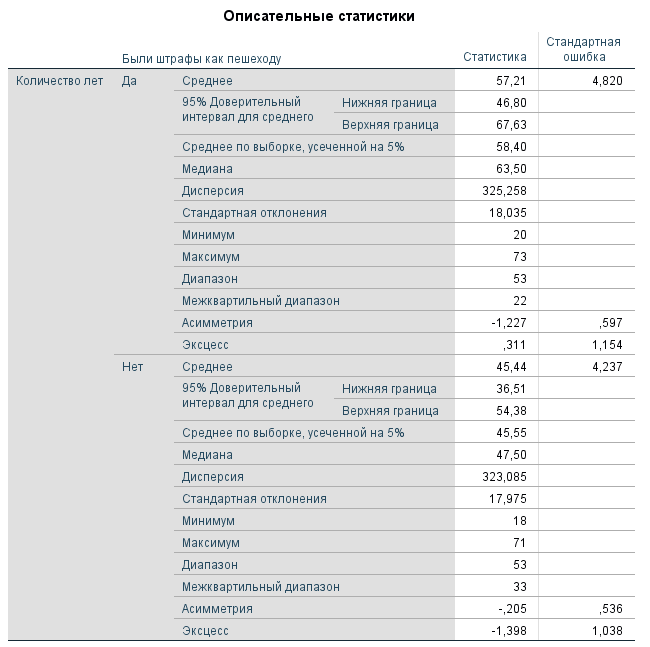 Описательные статистики
Были штрафы как пешеходу Статистика Стандартная ошибка
Количество лет Да Среднее 57,21 4,820
95% Доверительный интервал для среднего Нижняя граница 46,80
Верхняя граница 67,63
Среднее по выборке, усеченной на 5% 58,40
Медиана 63,50
Дисперсия 325,258
Стандартная отклонения 18,035
Минимум 20
Максимум 73
Диапазон 53
Межквартильный диапазон 22
Асимметрия -1,227 ,597
Эксцесс ,311 1,154
Нет Среднее 45,44 4,237
95% Доверительный интервал для среднего Нижняя граница 36,51
Верхняя граница 54,38
Среднее по выборке, усеченной на 5% 45,55
Медиана 47,50
Дисперсия 323,085
Стандартная отклонения 17,975
Минимум 18
Максимум 71
Диапазон 53
Межквартильный диапазон 33
Асимметрия -,205 ,536
Эксцесс -1,398 1,038